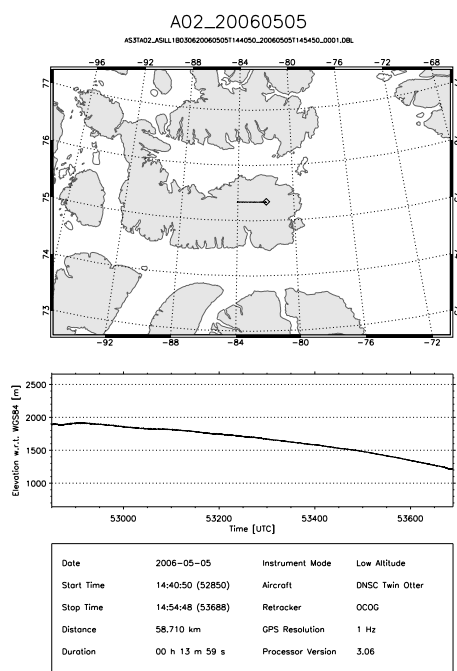 A02_20060505
AS3TA02_ASILL1B030620060505T144050_20060505T145450_0001.DBL
-96 -92 -88 -84 -80 -76 -72 -68 -66
77
76
75
74
73
-92 -88 -84 -80 -76 -72
Elevation w.r.t. WGS84 [m]
2500
2000
1500
1000
53000 53200 53400 53600
Time [UTC]
Date 2006-05-05 Instrument Mode Low Altitude
Start Time 14:40:50 (52850) Aircraft DNSC Twin Otter
Stop Time 14:54:48 (53688) Retracker OCOG
Distance 58.710 km GPS Resolution 1 Hz
Duration 00 h 13 m 59 s Processor Version 3.06